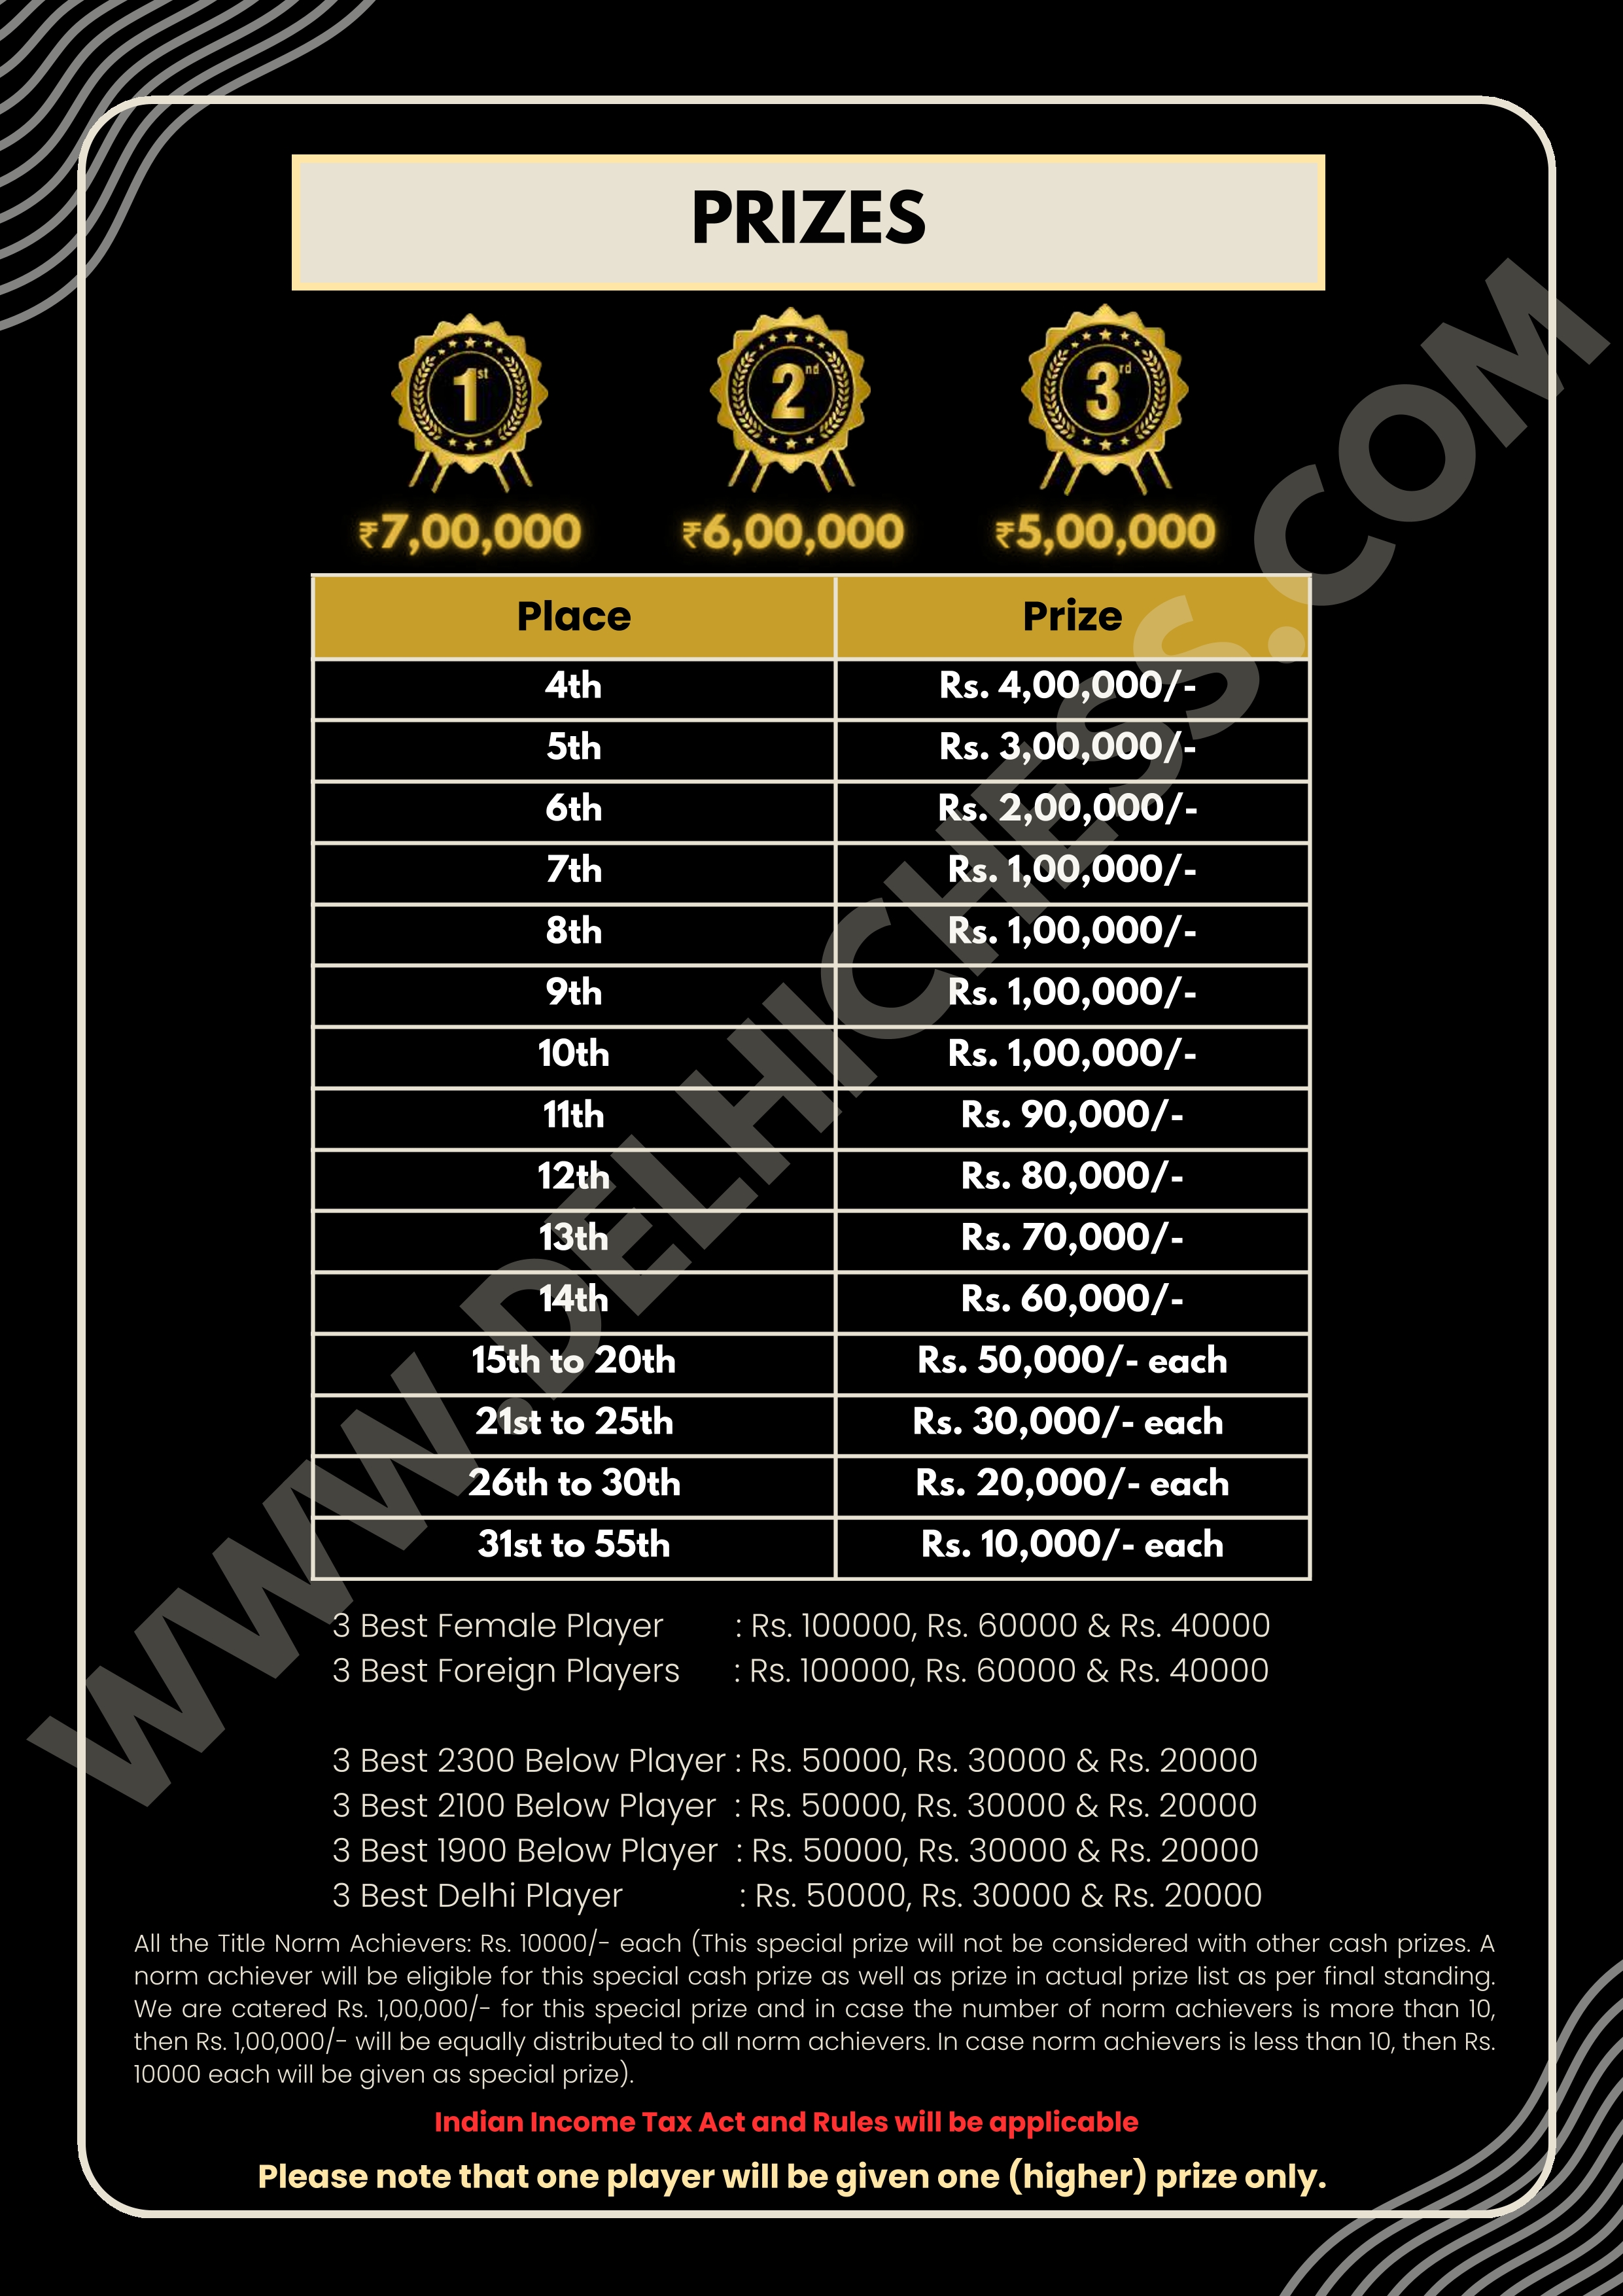 PRIZES
1st 2nd 3rd
₹7,00,000 ₹6,00,000 ₹5,00,000
Place Prize
4th Rs. 4,00,000/-
5th Rs. 3,00,000/-
6th Rs. 2,00,000/-
7th Rs. 1,00,000/-
8th Rs. 1,00,000/-
9th Rs. 1,00,000/-
10th Rs. 1,00,000/-
11th Rs. 90,000/-
12th Rs. 80,000/-
13th Rs. 70,000/-
14th Rs. 60,000/-
15th to 20th Rs. 50,000/- each
21st to 25th Rs. 30,000/- each
26th to 30th Rs. 20,000/- each
31st to 55th Rs. 10,000/- each
3 Best Female Player : Rs. 100000, Rs. 60000 & Rs. 40000
3 Best Foreign Players : Rs. 100000, Rs. 60000 & Rs. 40000
3 Best 2300 Below Player : Rs. 50000, Rs. 30000 & Rs. 20000
3 Best 2100 Below Player : Rs. 50000, Rs. 30000 & Rs. 20000
3 Best 1900 Below Player : Rs. 50000, Rs. 30000 & Rs. 20000
3 Best Delhi Player : Rs. 50000, Rs. 30000 & Rs. 20000
All the Title Norm Achievers: Rs. 10000/- each (This special prize will not be considered with other cash prizes. A
norm achiever will be eligible for this special cash prize as well as prize in actual prize list as per final standing.
We are catered Rs. 1,00,000/- for this special prize and in case the number of norm achievers is more than 10,
then Rs. 1,00,000/- will be equally distributed to all norm achievers. In case norm achievers is less than 10, then Rs.
10000 each will be given as special prize).
Indian Income Tax Act and Rules will be applicable
Please note that one player will be given one (higher) prize only.
WWW.DELHICHESS.COM